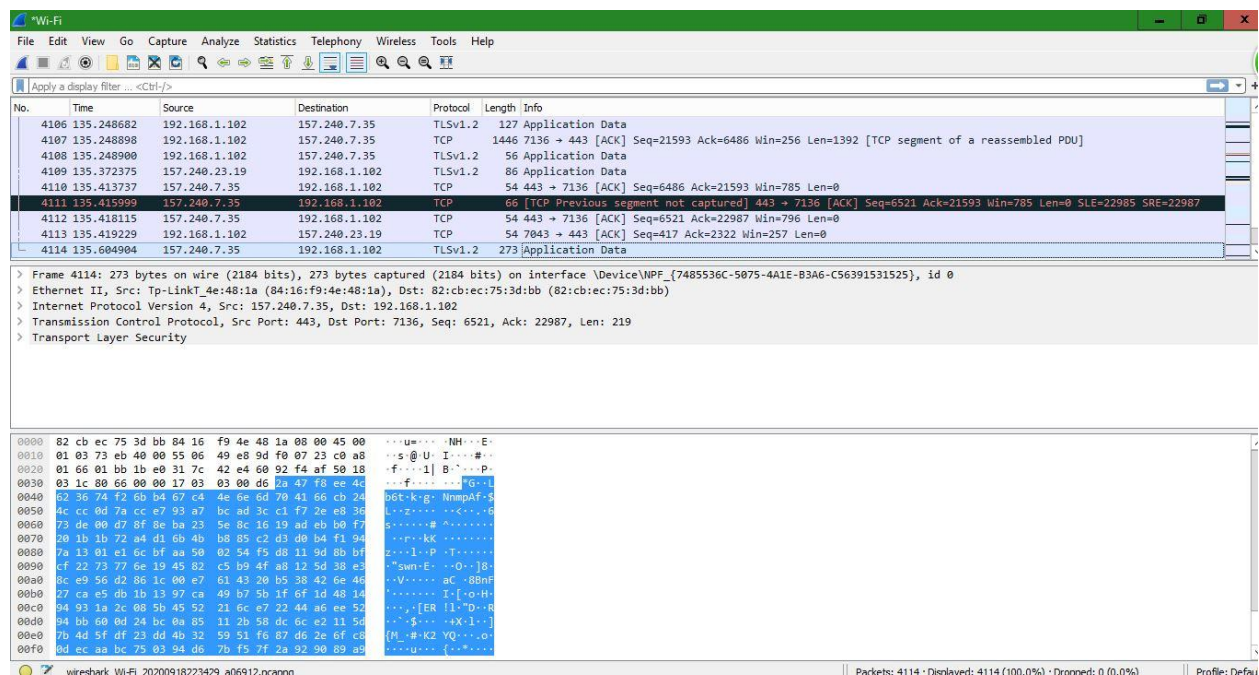 *Wi-Fi
File Edit View Go Capture Analyze Statistics Telephony Wireless Tools Help
Apply a display filter ... <Ctrl-/>
No. Time Source Destination Protocol Length Info
4106 135.248682 192.168.1.102 157.240.7.35 TLSv1.2 127 Application Data
4107 135.248898 192.168.1.102 157.240.7.35 TCP 1446 7136 → 443 [ACK] Seq=21593 Ack=6486 Win=256 Len=1392 [TCP segment of a reassembled PDU]
4108 135.248900 192.168.1.102 157.240.7.35 TLSv1.2 56 Application Data
4109 135.372375 157.240.23.19 192.168.1.102 TLSv1.2 86 Application Data
4110 135.413737 157.240.7.35 192.168.1.102 TCP 54 443 → 7136 [ACK] Seq=6486 Ack=21593 Win=785 Len=0
4111 135.415999 157.240.7.35 192.168.1.102 TCP 66 [TCP Previous segment not captured] 443 → 7136 [ACK] Seq=6521 Ack=21593 Win=785 Len=0 SLE=22985 SRE=22987
4112 135.418115 157.240.7.35 192.168.1.102 TCP 54 443 → 7136 [ACK] Seq=6521 Ack=22987 Win=796 Len=0
4113 135.419229 192.168.1.102 157.240.23.19 TCP 54 7043 → 443 [ACK] Seq=417 Ack=2322 Win=257 Len=0
4114 135.604904 157.240.7.35 192.168.1.102 TLSv1.2 273 Application Data
> Frame 4114: 273 bytes on wire (2184 bits), 273 bytes captured (2184 bits) on interface \Device\NPF_{7485536C-5075-4A1E-B3A6-C56391531525}, id 0
> Ethernet II, Src: Tp-LinkT_4e:48:1a (84:16:f9:4e:48:1a), Dst: 82:cb:ec:75:3d:bb (82:cb:ec:75:3d:bb)
> Internet Protocol Version 4, Src: 157.240.7.35, Dst: 192.168.1.102
> Transmission Control Protocol, Src Port: 443, Dst Port: 7136, Seq: 6521, Ack: 22987, Len: 219
> Transport Layer Security
0000 82 cb ec 75 3d bb 84 16 f9 4e 48 1a 08 00 45 00 ···u=··· ·NH···E·
0010 01 03 73 eb 40 00 55 06 49 e8 9d f0 07 23 c0 a8 ··s·@·U· I····#··
0020 01 66 01 bb 1b e0 31 7c 42 e4 60 92 f4 af 50 18 ·f····1| B·`···P·
0030 03 1c 80 66 00 00 17 03 03 00 d6 2a 47 f8 ee 4c ···f···· ···*G··L
0040 62 36 74 f2 6b b4 67 c4 4e 6e 6d 70 41 66 cb 24 b6t·k·g· NnmpAf·$
0050 4c cc 0d 7a cc e7 93 a7 bc ad 3c c1 f7 2e e8 36 L··z···· ··<··.·6
0060 73 de 00 d7 8f 8e ba 23 5e 8c 16 19 ad eb b0 f7 s······# ^·······
0070 20 1b 1b 72 a4 d1 6b 4b b8 85 c2 d3 d0 b4 f1 94 ··r··kK ········
0080 7a 13 01 e1 6c bf aa 50 02 54 f5 d8 11 9d 8b bf z···l··P ·T······
0090 cf 22 73 77 6e 19 45 82 c5 b9 4f a8 12 5d 38 e3 ·"swn·E· ··O··]8·
00a0 8c e9 56 d2 86 1c 00 e7 61 43 20 b5 38 42 6e 46 ··V····· aC ·8BnF
00b0 27 ca e5 db 1b 13 97 ca 49 b7 5b 1f 6f 1d 48 14 '······· I·[·o·H·
00c0 94 93 1a 2c 08 5b 45 52 21 6c e7 22 44 a6 ee 52 ···,·[ER !l·"D··R
00d0 94 bb 60 0d 24 bc 0a 85 11 2b 58 dc 6c e2 11 5d ··`·$··· ·+X·l··]
00e0 7b 4d 5f df 23 dd 4b 32 59 51 f6 87 d6 2e 6f c8 {M_·#·K2 YQ···.o·
00f0 0d ec aa bc 75 03 94 d6 7b f5 7f 2a 92 90 89 a9 ····u··· {··*····
wireshark_Wi-Fi_20200918223429_a06912.pcapng Packets: 4114 · Displayed: 4114 (100.0%) · Dropped: 0 (0.0%) Profile: Defau